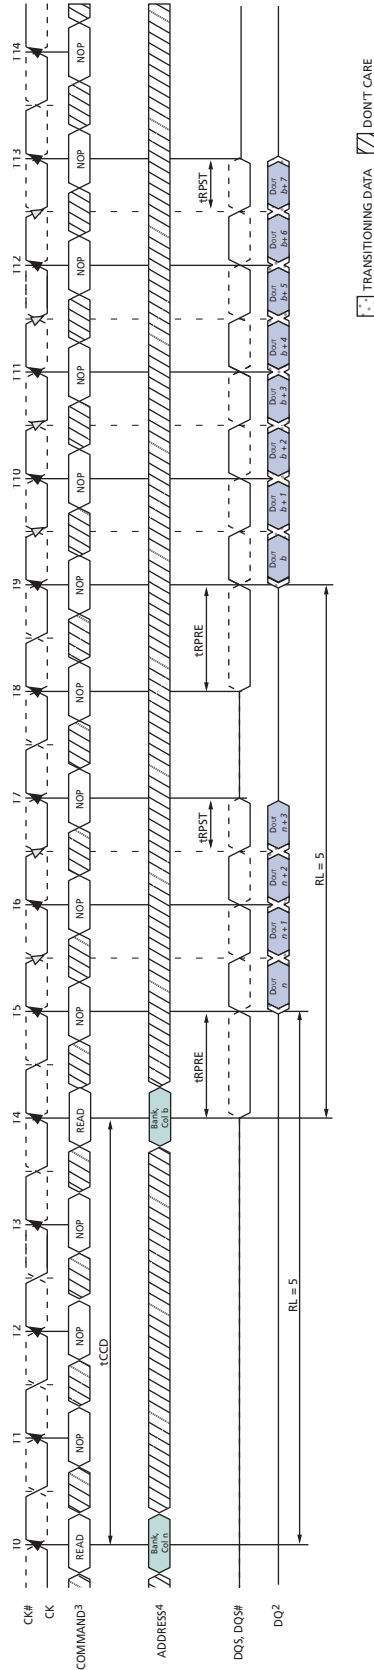 T0 T1 T2 T3 T4 T5 T6 T7 T8 T9 T10 T11 T12 T13 T14
CK#
CK
COMMAND3 READ NOP NOP NOP READ NOP NOP NOP NOP NOP NOP NOP NOP NOP NOP
tCCD
ADDRESS4 Bank, Col n Bank, Col b
tRPRE tRPST tRPRE tRPST
DQS, DQS#
DQ2 Dout n Dout n+1 Dout n+2 Dout n+3 Dout b Dout b+1 Dout b+2 Dout b+3 Dout b+4 Dout b+5 Dout b+6 Dout b+7
RL = 5
RL = 5
TRANSITIONING DATA DON'T CARE